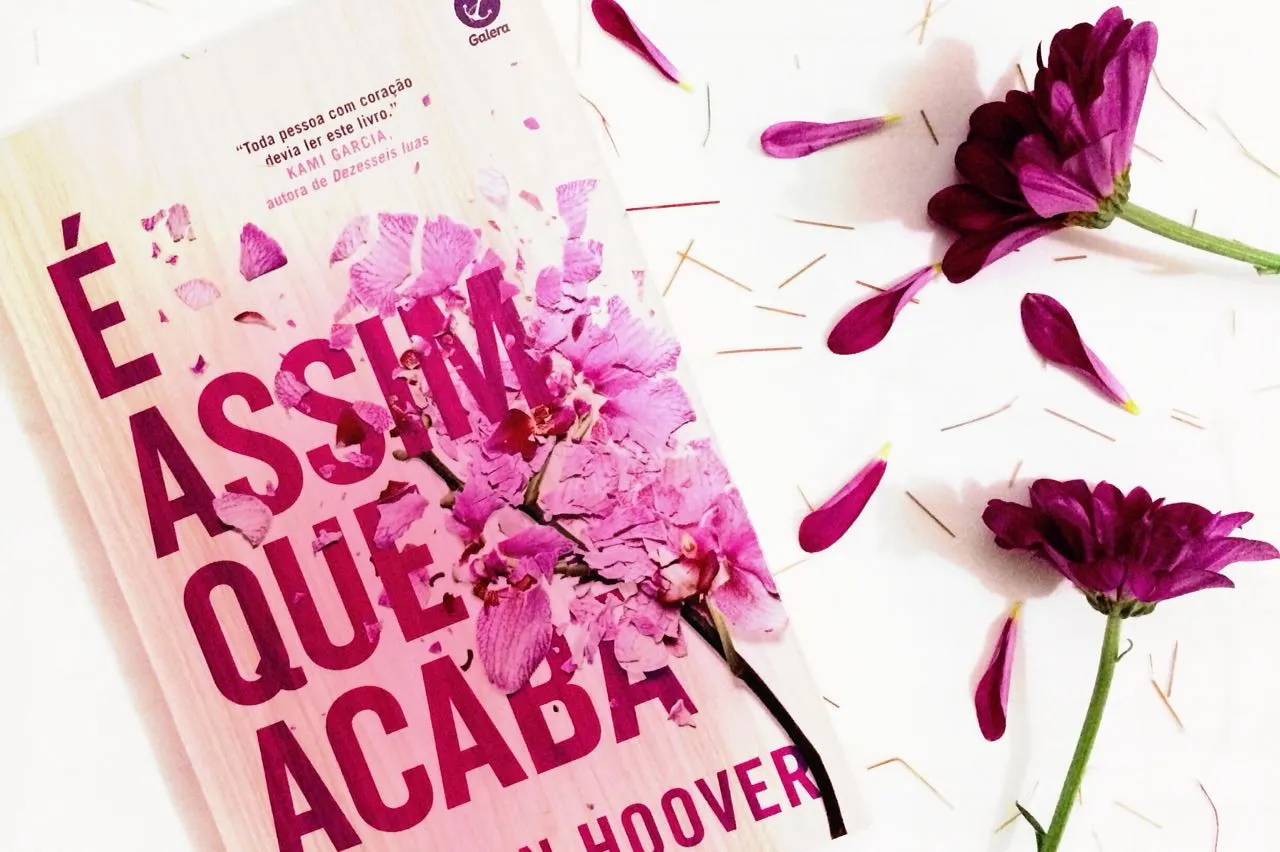 Galera
“Toda pessoa com coração
devia ler este livro.”
KAMI GARCIA,
autora de Dezesseis luas
É
ASSIM
QUE
ACABA
N HOOVER